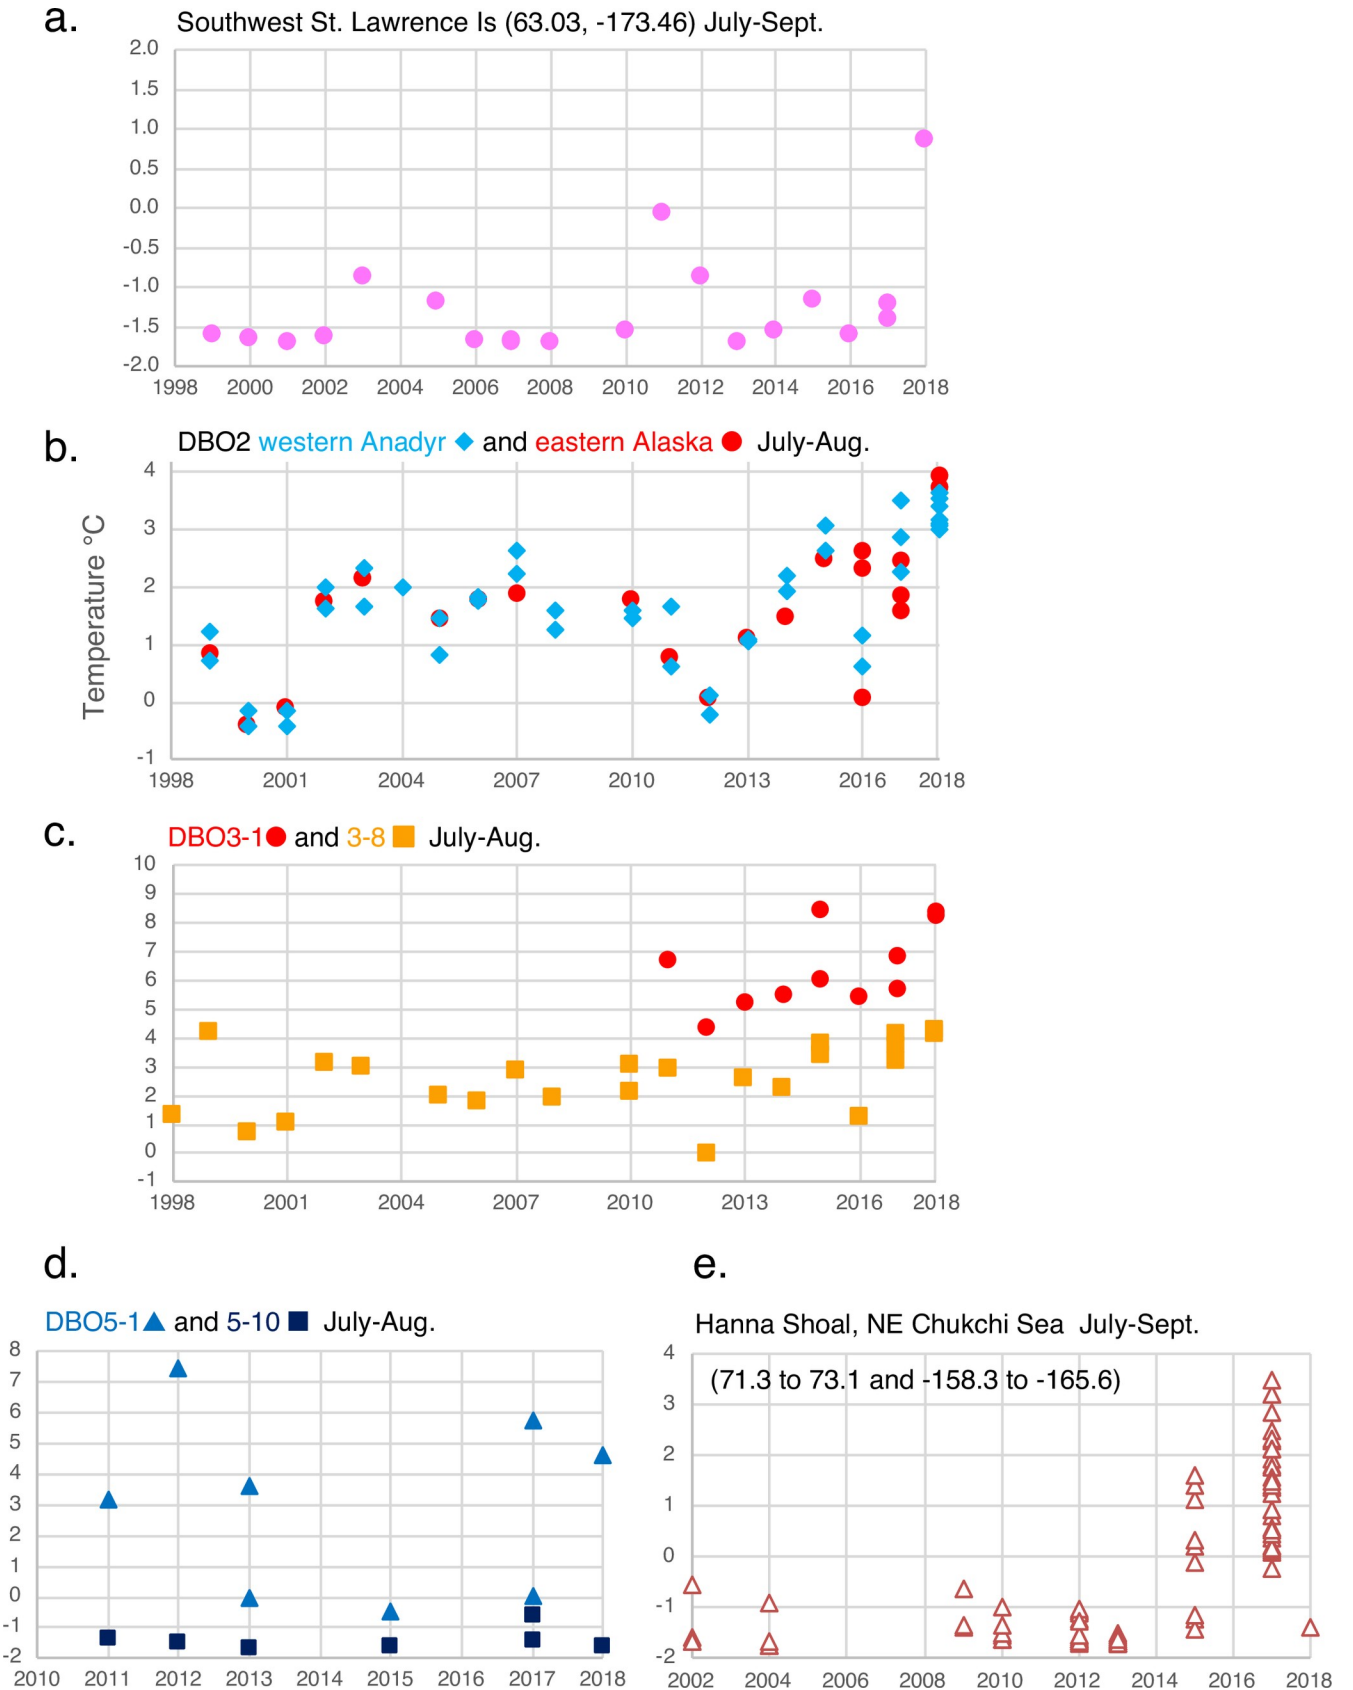 a.
Southwest St. Lawrence Is (63.03, -173.46) July-Sept.
2.0
1.5
1.0
0.5
0.0
-0.5
-1.0
-1.5
-2.0
1998 2000 2002 2004 2006 2008 2010 2012 2014 2016 2018
b.
DBO2 western Anadyr and eastern Alaska July-Aug.
Temperature °C
4
3
2
1
0
-1
1998 2001 2004 2007 2010 2013 2016 2018
c.
DBO3-1 and 3-8 July-Aug.
10
9
8
7
6
5
4
3
2
1
0
-1
1998 2001 2004 2007 2010 2013 2016 2018
d.
DBO5-1 and 5-10 July-Aug.
8
7
6
5
4
3
2
1
0
-1
-2
2010 2011 2012 2013 2014 2015 2016 2017 2018
e.
Hanna Shoal, NE Chukchi Sea July-Sept.
(71.3 to 73.1 and -158.3 to -165.6)
4
3
2
1
0
-1
-2
2002 2004 2006 2008 2010 2012 2014 2016 2018